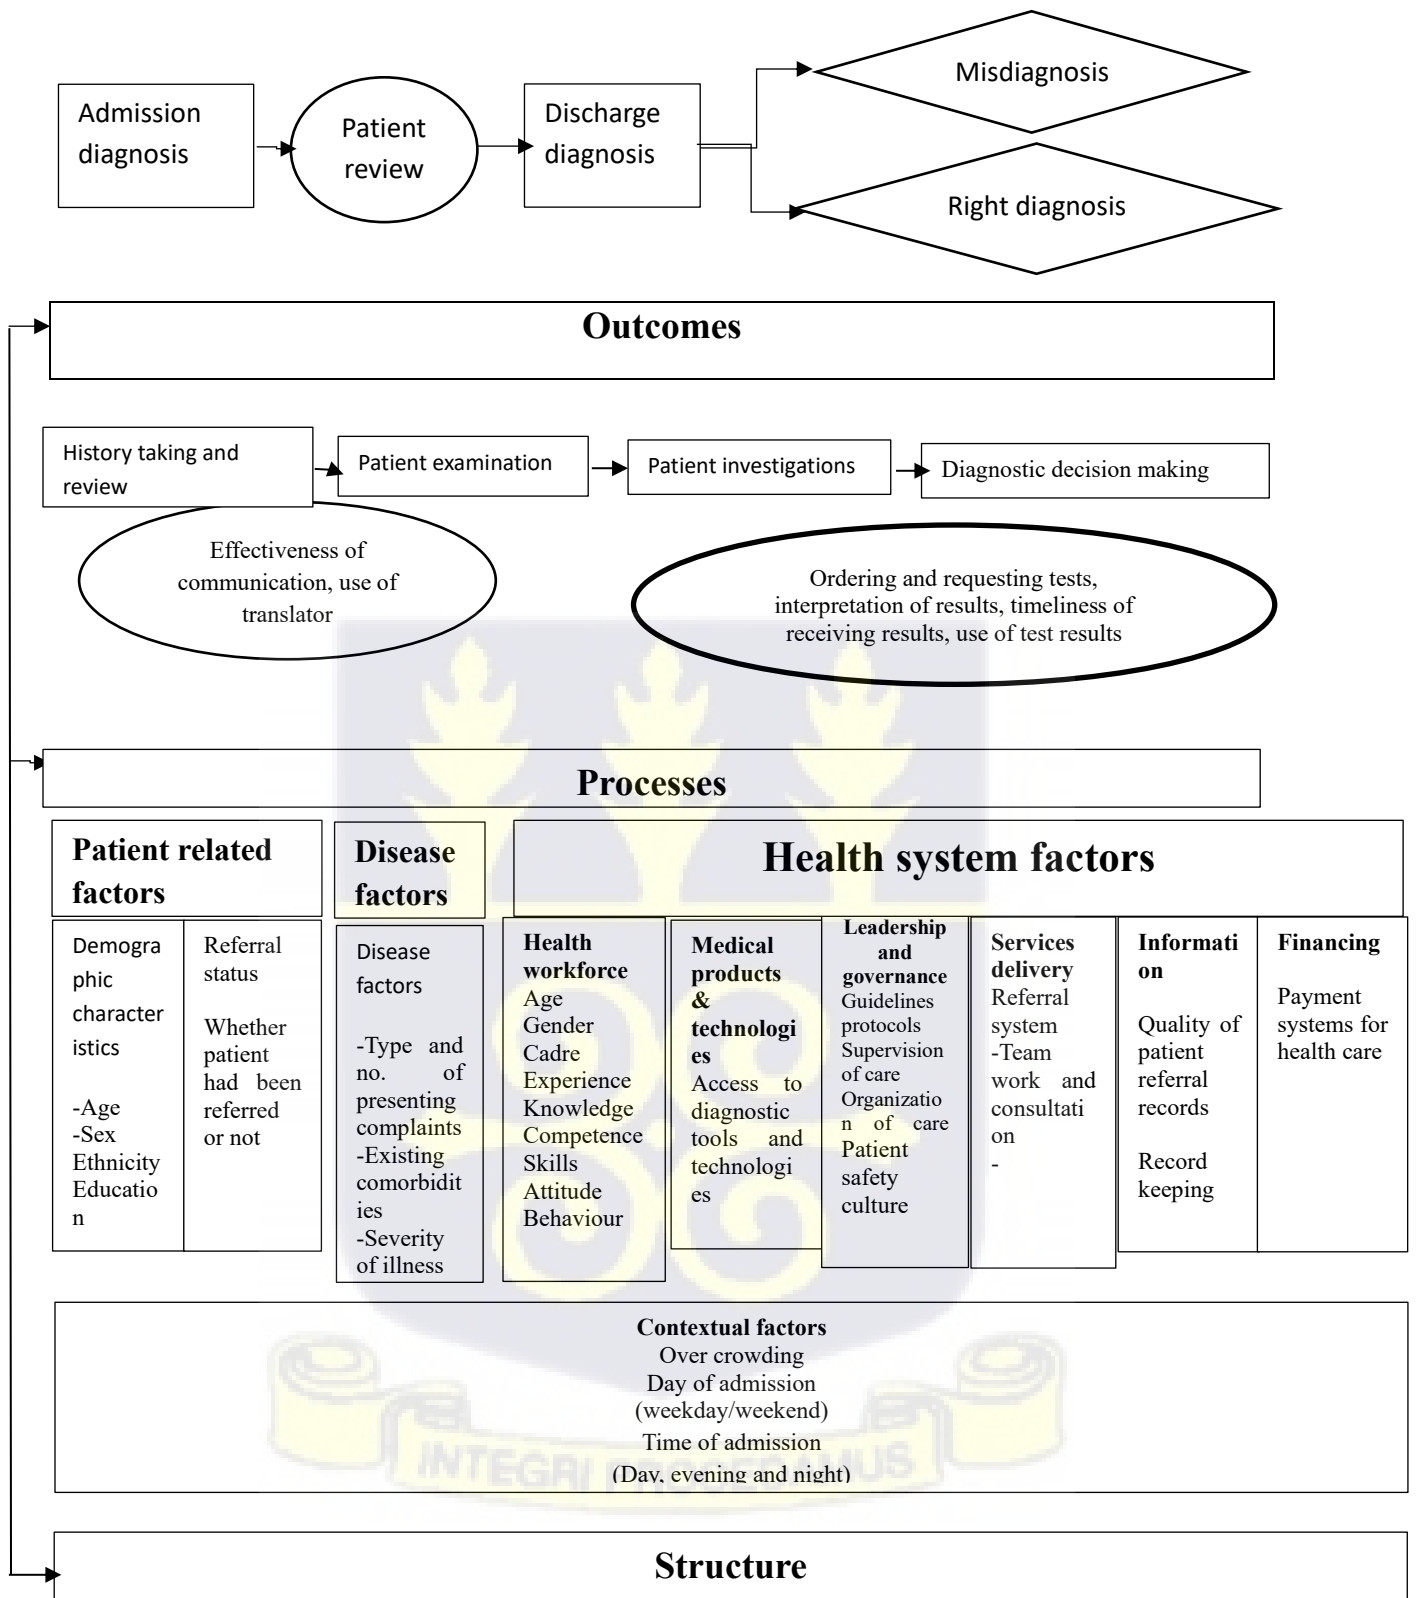 Admission
diagnosis
Patient
review
Discharge
diagnosis
Misdiagnosis
Right diagnosis
Outcomes
History taking and
review
Patient examination
Patient investigations
Diagnostic decision making
Effectiveness of
communication, use of
translator
Ordering and requesting tests,
interpretation of results, timeliness of
receiving results, use of test results
Processes
Patient related
factors
Disease
factors
Health system factors
Demogra
phic
character
istics
-Age
-Sex
Ethnicity
Educatio
n
Referral
status
Whether
patient
had been
referred
or not
Disease
factors
-Type and
no. of
presenting
complaints
-Existing
comorbidit
ies
-Severity
of illness
Health
workforce
Age
Gender
Cadre
Experience
Knowledge
Competence
Skills
Attitude
Behaviour
Medical
products
&
technologi
es
Access to
diagnostic
tools and
technologi
es
Leadership
and
governance
Guidelines
protocols
Supervision
of care
Organizatio
n of care
Patient
safety
culture
Services
delivery
Referral
system
-Team
work and
consultati
on
-
Informati
on
Quality of
patient
referral
records
Record
keeping
Financing
Payment
systems for
health care
Contextual factors
Over crowding
Day of admission
(weekday/weekend)
Time of admission
(Day, evening and night)
INTEGRI PROCEDAMUS
Structure